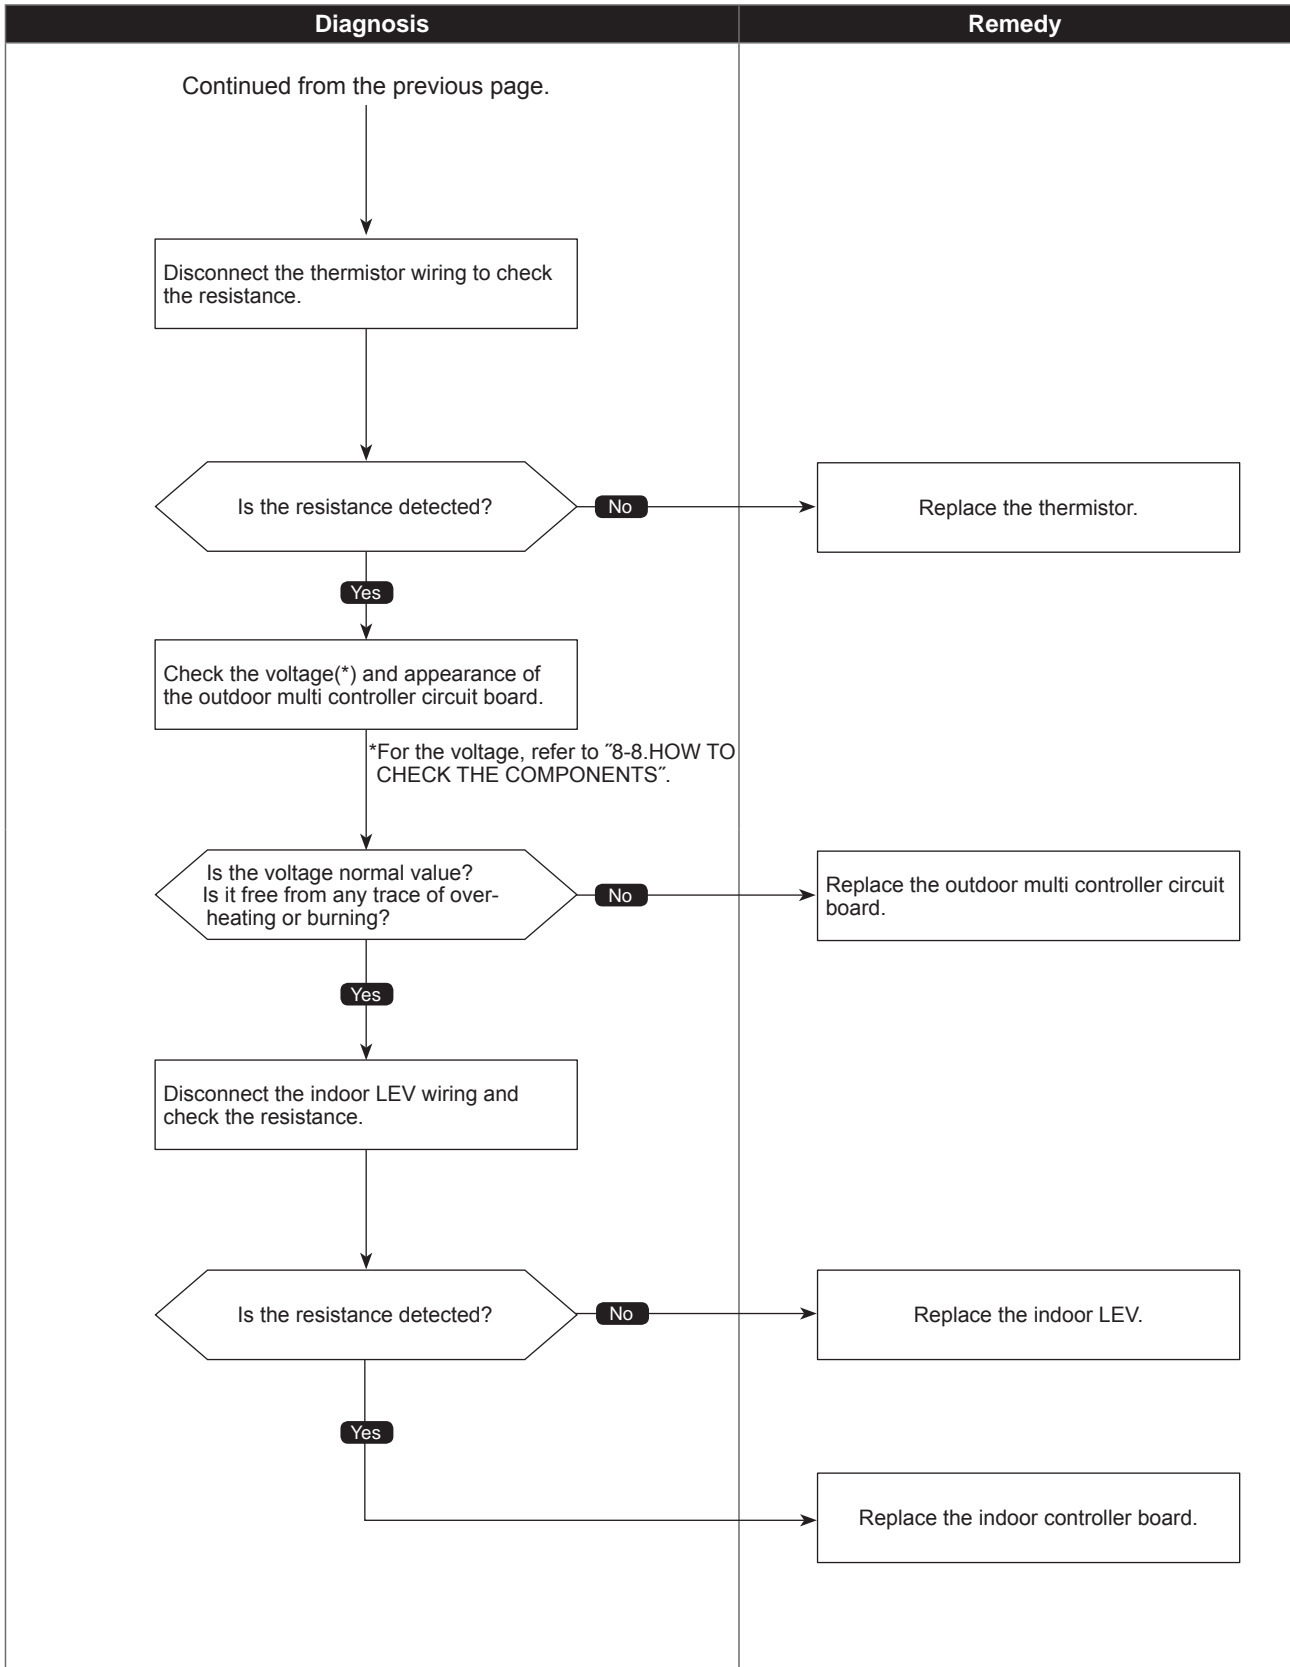 Diagnosis
Remedy
Continued from the previous page.
Disconnect the thermistor wiring to check
the resistance.
Is the resistance detected?
No
Replace the thermistor.
Yes
Check the voltage(*) and appearance of
the outdoor multi controller circuit board.
*For the voltage, refer to ˝8-8.HOW TO
CHECK THE COMPONENTS˝.
Is the voltage normal value?
Is it free from any trace of over-
heating or burning?
No
Replace the outdoor multi controller circuit
board.
Yes
Disconnect the indoor LEV wiring and
check the resistance.
Is the resistance detected?
No
Replace the indoor LEV.
Yes
Replace the indoor controller board.